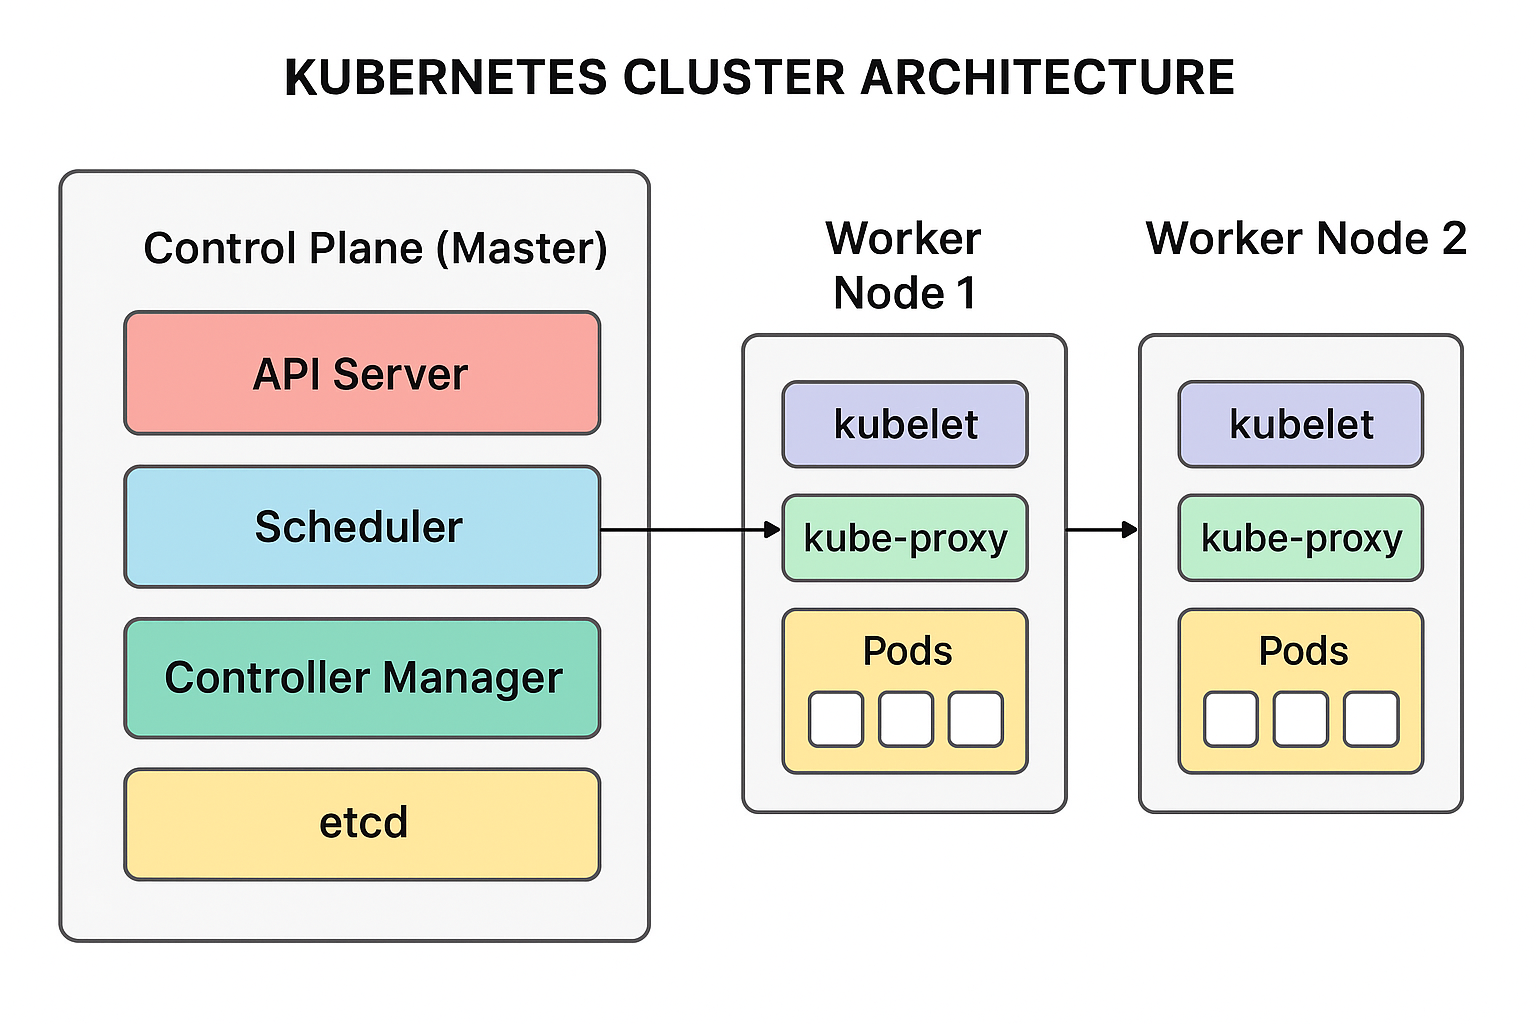 KUBERNETES CLUSTER ARCHITECTURE
Control Plane (Master)
API Server
Scheduler
Controller Manager
etcd
Worker
Node 1
kubelet
kube-proxy
Pods
Worker Node 2
kubelet
kube-proxy
Pods